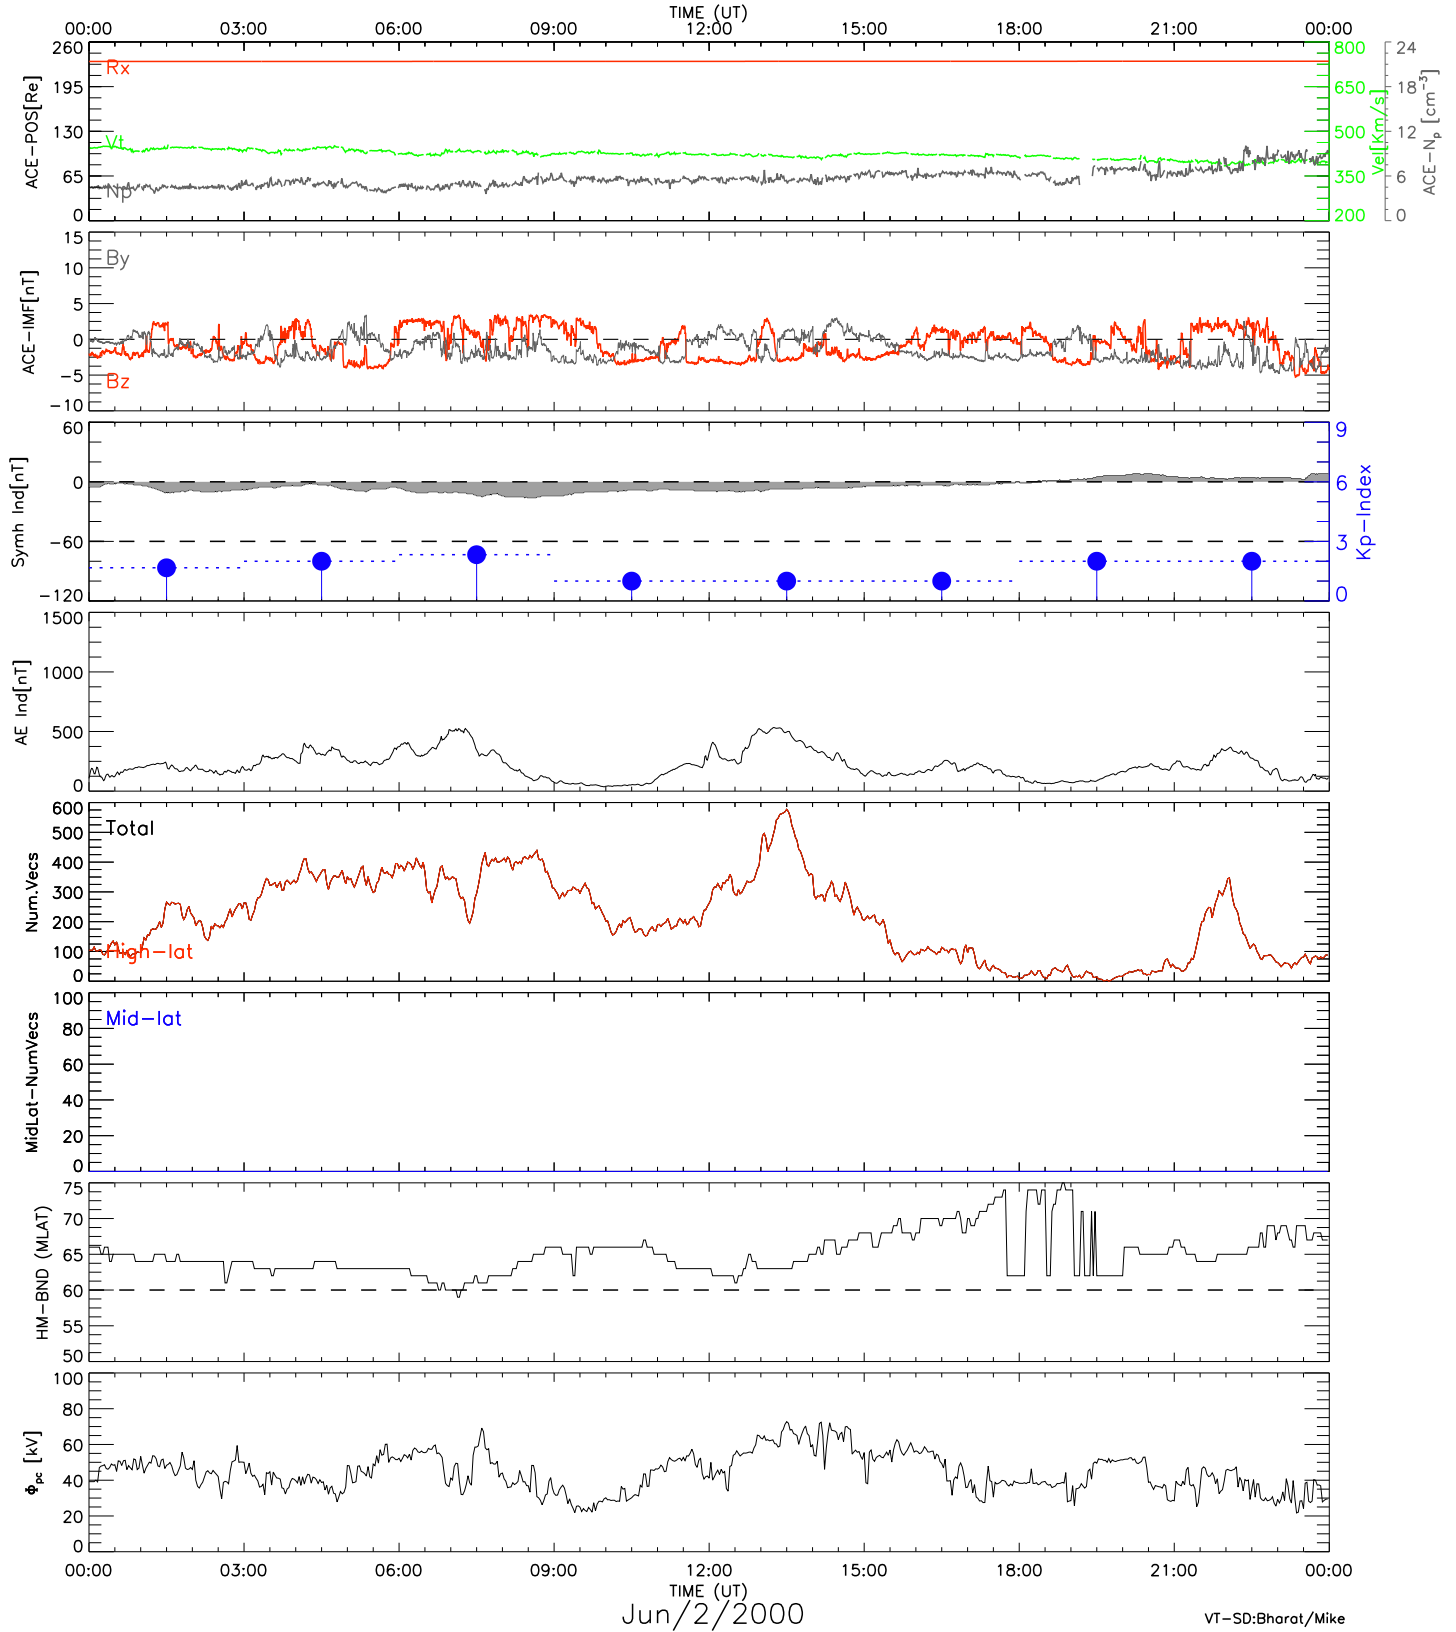 TIME (UT)
00:00 03:00 06:00 09:00 12:00 15:00 18:00 21:00 00:00
ACE-POS[Re]
260
195
130
65
0
Rx
Vt
Np
800
650
500
350
200
Vel[Km/s]
24
18
12
6
0
ACE-Np [cm-3]
ACE-IMF[nT]
15
10
5
0
-5
-10
By
Bz
Symh Ind[nT]
60
0
-60
-120
9
6
3
0
Kp-Index
AE Ind[nT]
1500
1000
500
0
Num.Vecs
600
500
400
300
200
100
0
Total
High-lat
MidLat-NumVecs
100
80
60
40
20
0
Mid-lat
HM-BND (MLAT)
75
70
65
60
55
50
Φpc [kV]
100
80
60
40
20
0
00:00 03:00 06:00 09:00 12:00 15:00 18:00 21:00 00:00
TIME (UT)
Jun/2/2000
VT-SD:Bharat/Mike